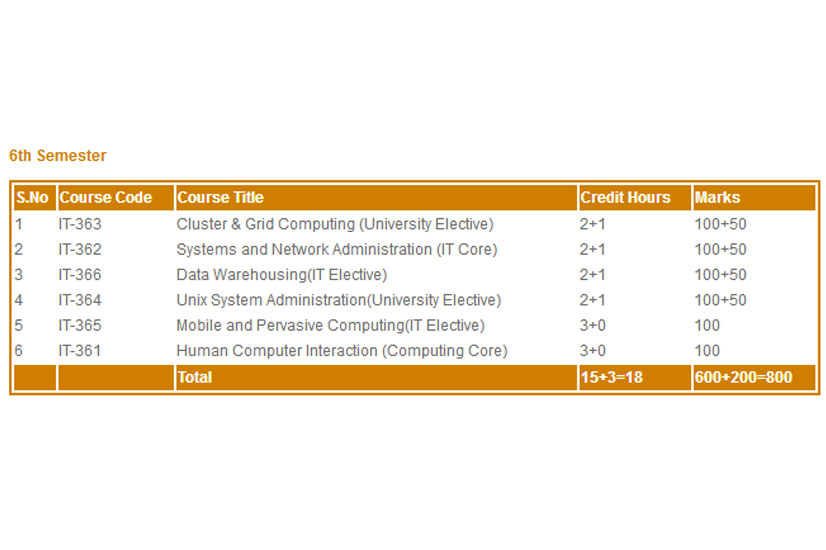 6th Semester
S.No Course Code Course Title Credit Hours Marks
1 IT-363 Cluster & Grid Computing (University Elective) 2+1 100+50
2 IT-362 Systems and Network Administration (IT Core) 2+1 100+50
3 IT-366 Data Warehousing(IT Elective) 2+1 100+50
4 IT-364 Unix System Administration(University Elective) 2+1 100+50
5 IT-365 Mobile and Pervasive Computing(IT Elective) 3+0 100
6 IT-361 Human Computer Interaction (Computing Core) 3+0 100
Total 15+3=18 600+200=800